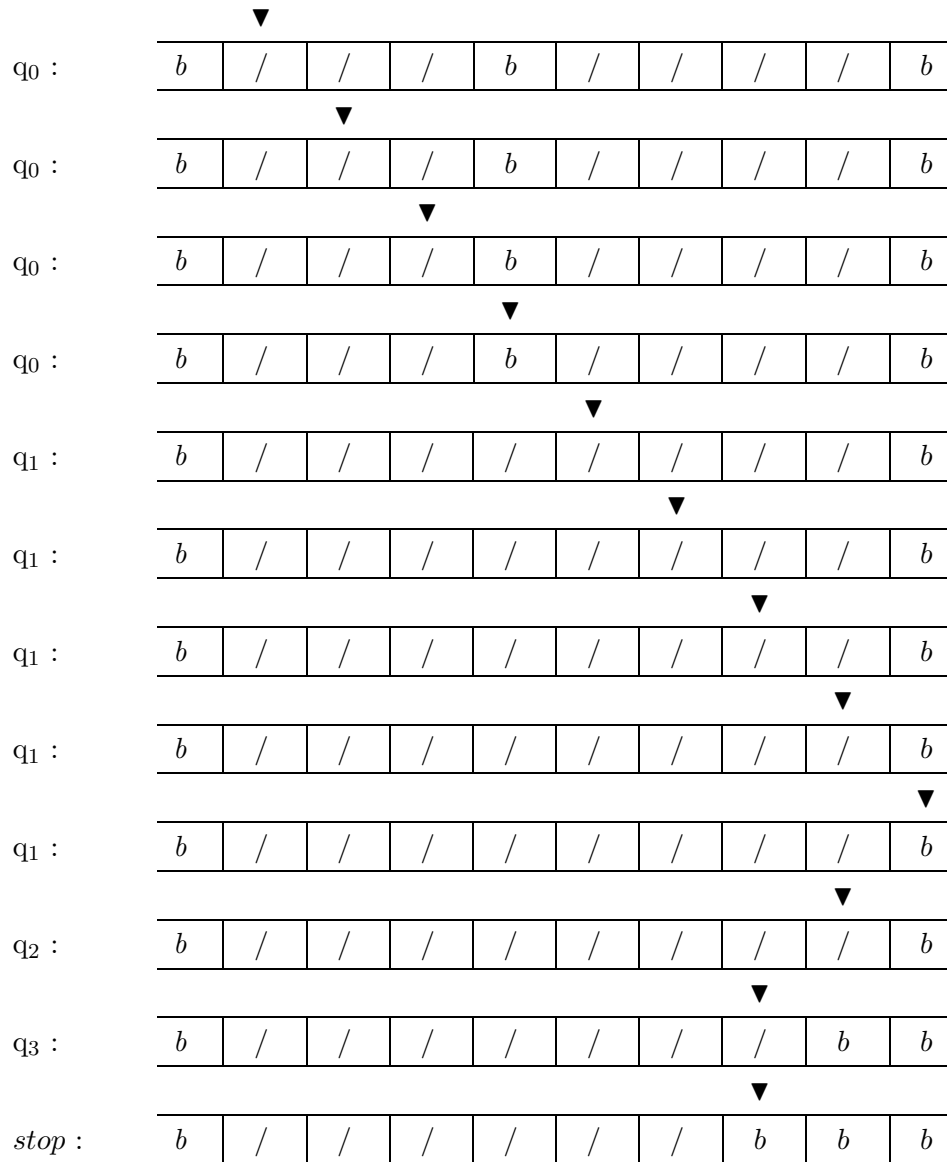 ▼
q₀ : b / / / b / / / / b
▼
q₀ : b / / / b / / / / b
▼
q₀ : b / / / b / / / / b
▼
q₀ : b / / / b / / / / b
▼
q₁ : b / / / / / / / / b
▼
q₁ : b / / / / / / / / b
▼
q₁ : b / / / / / / / / b
▼
q₁ : b / / / / / / / / b
▼
q₁ : b / / / / / / / / b
▼
q₂ : b / / / / / / / / b
▼
q₃ : b / / / / / / / b b
▼
stop : b / / / / / / b b b